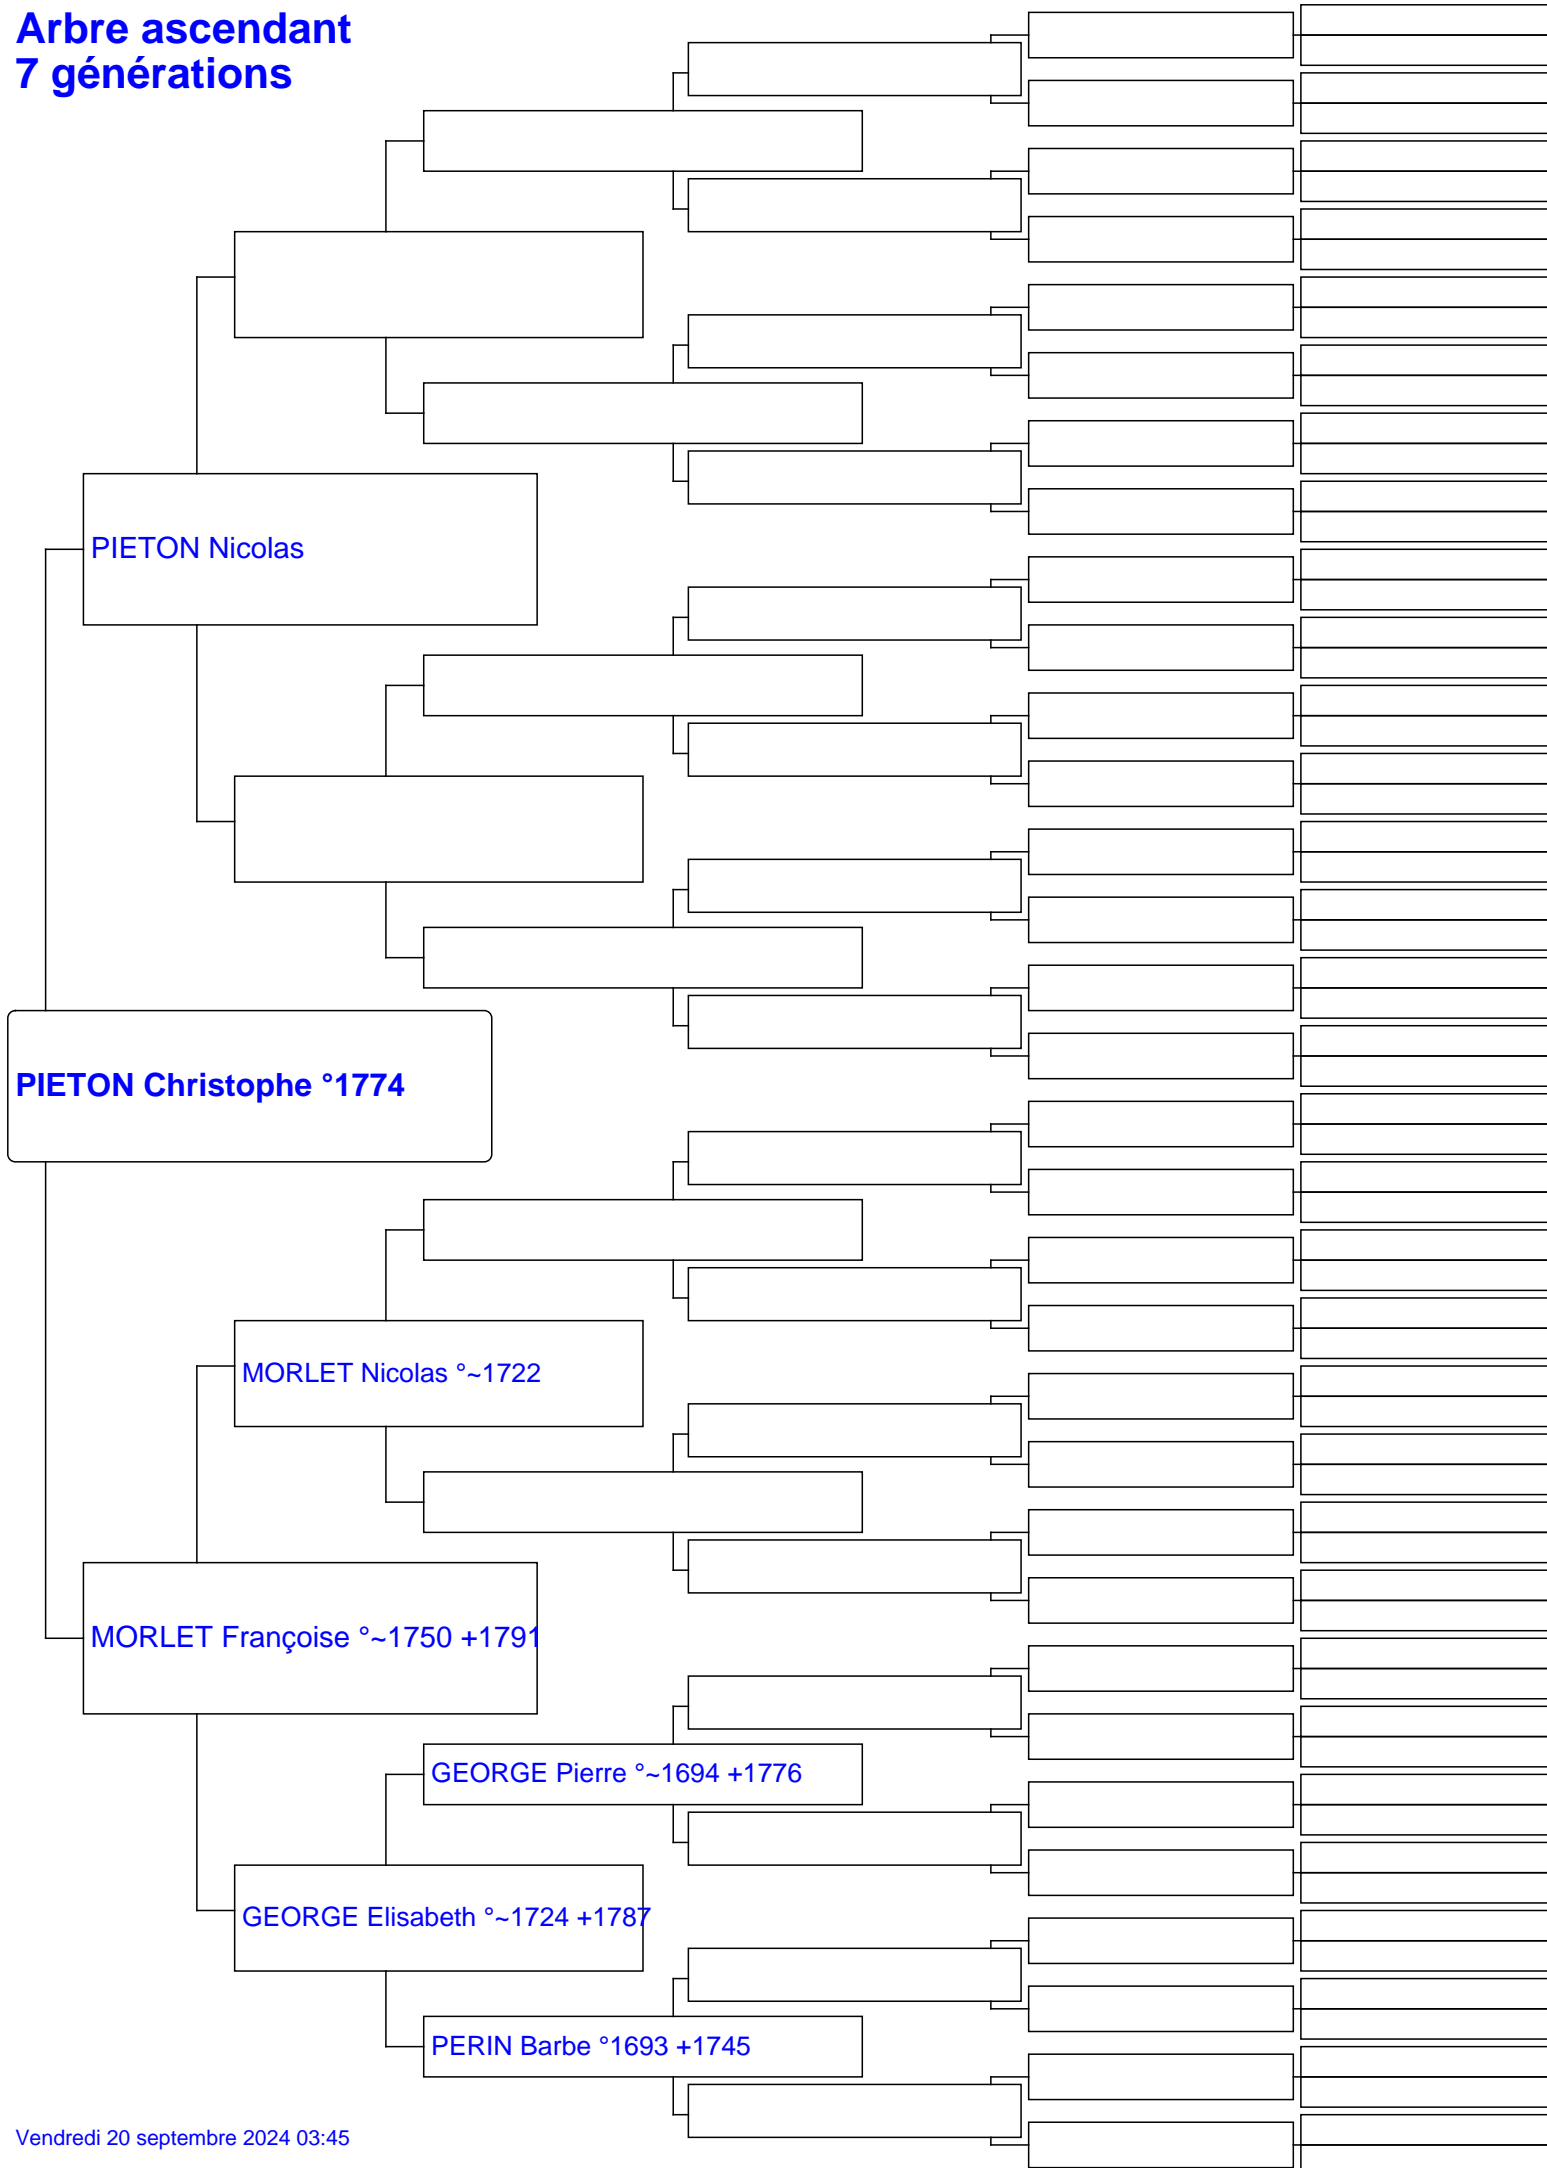 Arbre ascendant
7 générations
PIETON Nicolas
PIETON Christophe °1774
MORLET Nicolas °~1722
MORLET Françoise °~1750 +1791
GEORGE Pierre °~1694 +1776
GEORGE Elisabeth °~1724 +1787
PERIN Barbe °1693 +1745
Vendredi 20 septembre 2024 03:45